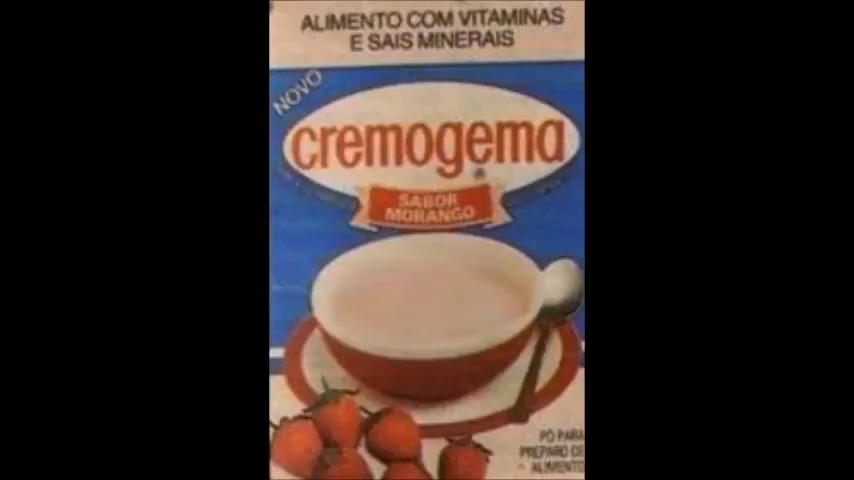 ALIMENTO COM VITAMINAS
E SAIS MINERAIS
NOVO
cremogema
®
SABOR
MORANGO
PÓ PARA
PREPARO DE
ALIMENTO